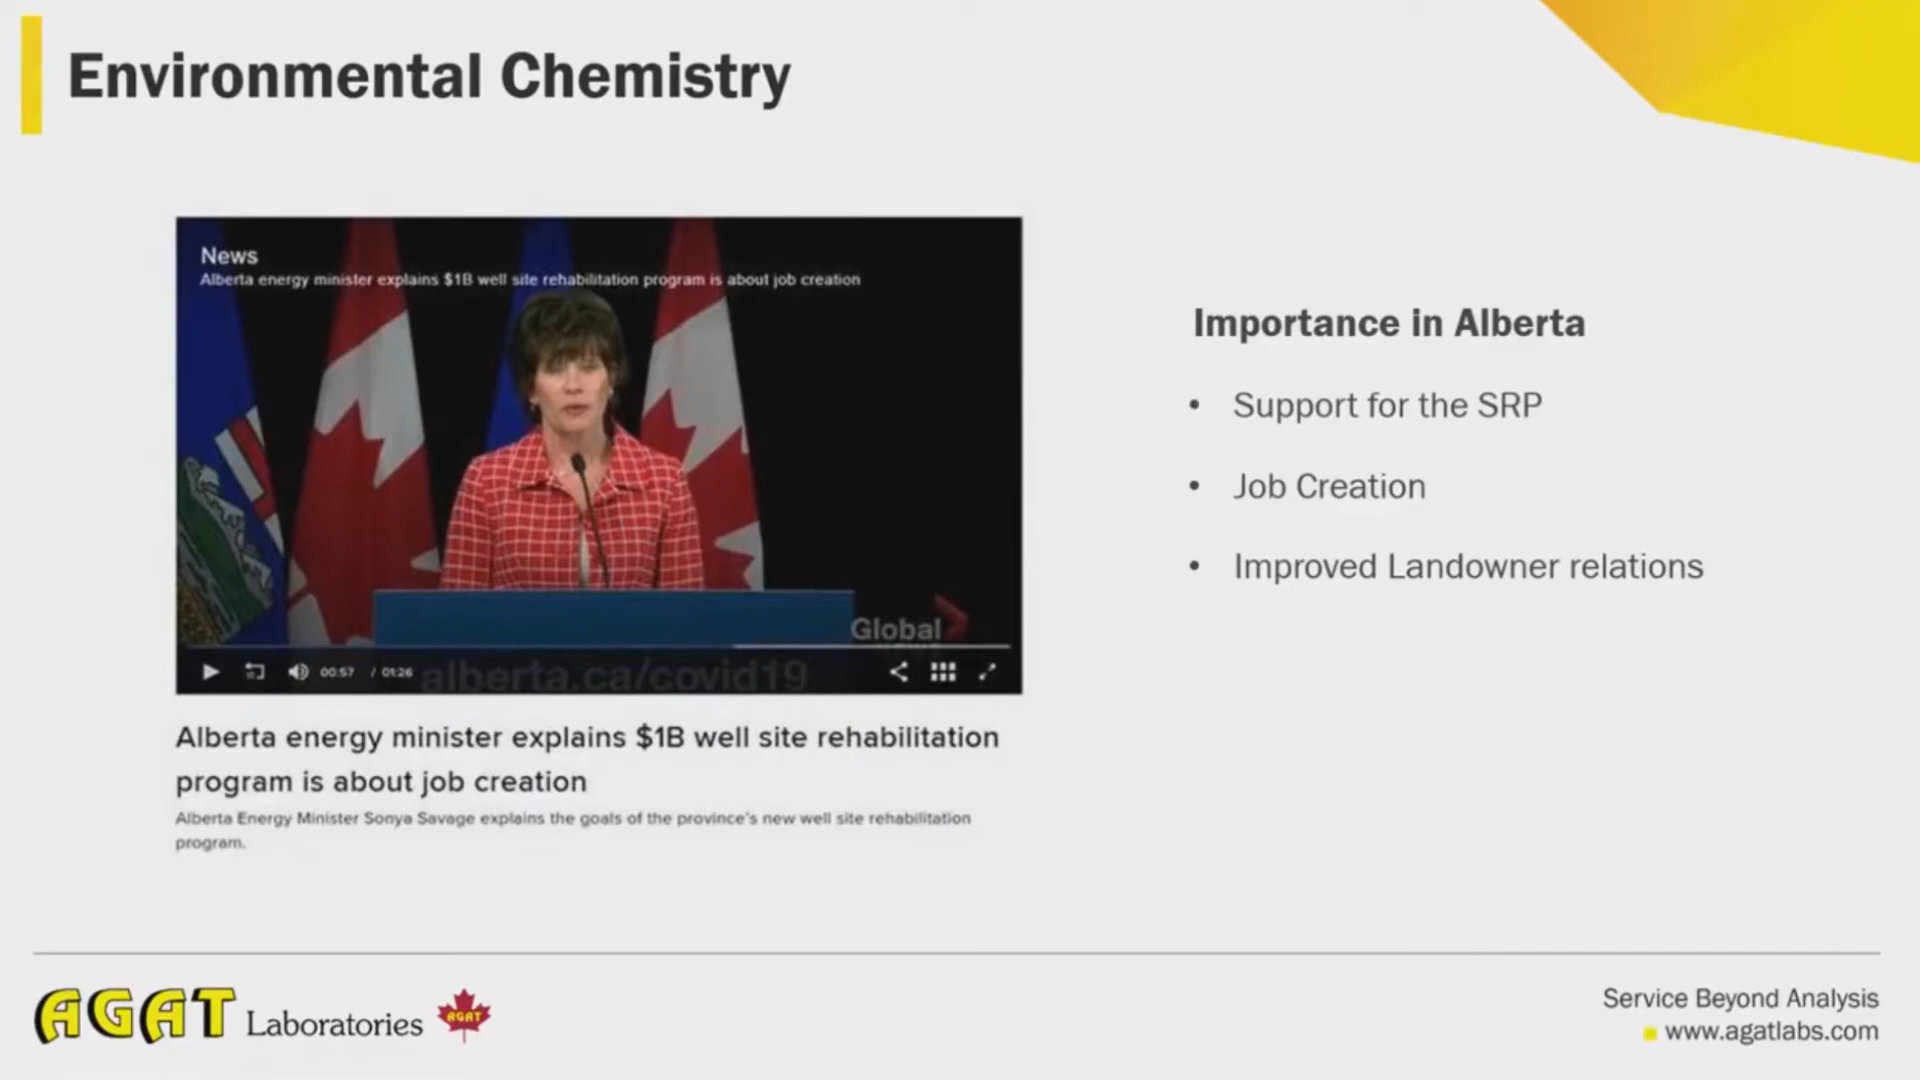 Environmental Chemistry
News
Alberta energy minister explains $1B well site rehabilitation program is about job creation
Global
00:57 / 01:26
alberta.ca/covid19
Alberta energy minister explains $1B well site rehabilitation
program is about job creation
Alberta Energy Minister Sonya Savage explains the goals of the province's new well site rehabilitation
program.
Importance in Alberta
• Support for the SRP
• Job Creation
• Improved Landowner relations
AGAT Laboratories AGAT
Service Beyond Analysis
www.agatlabs.com